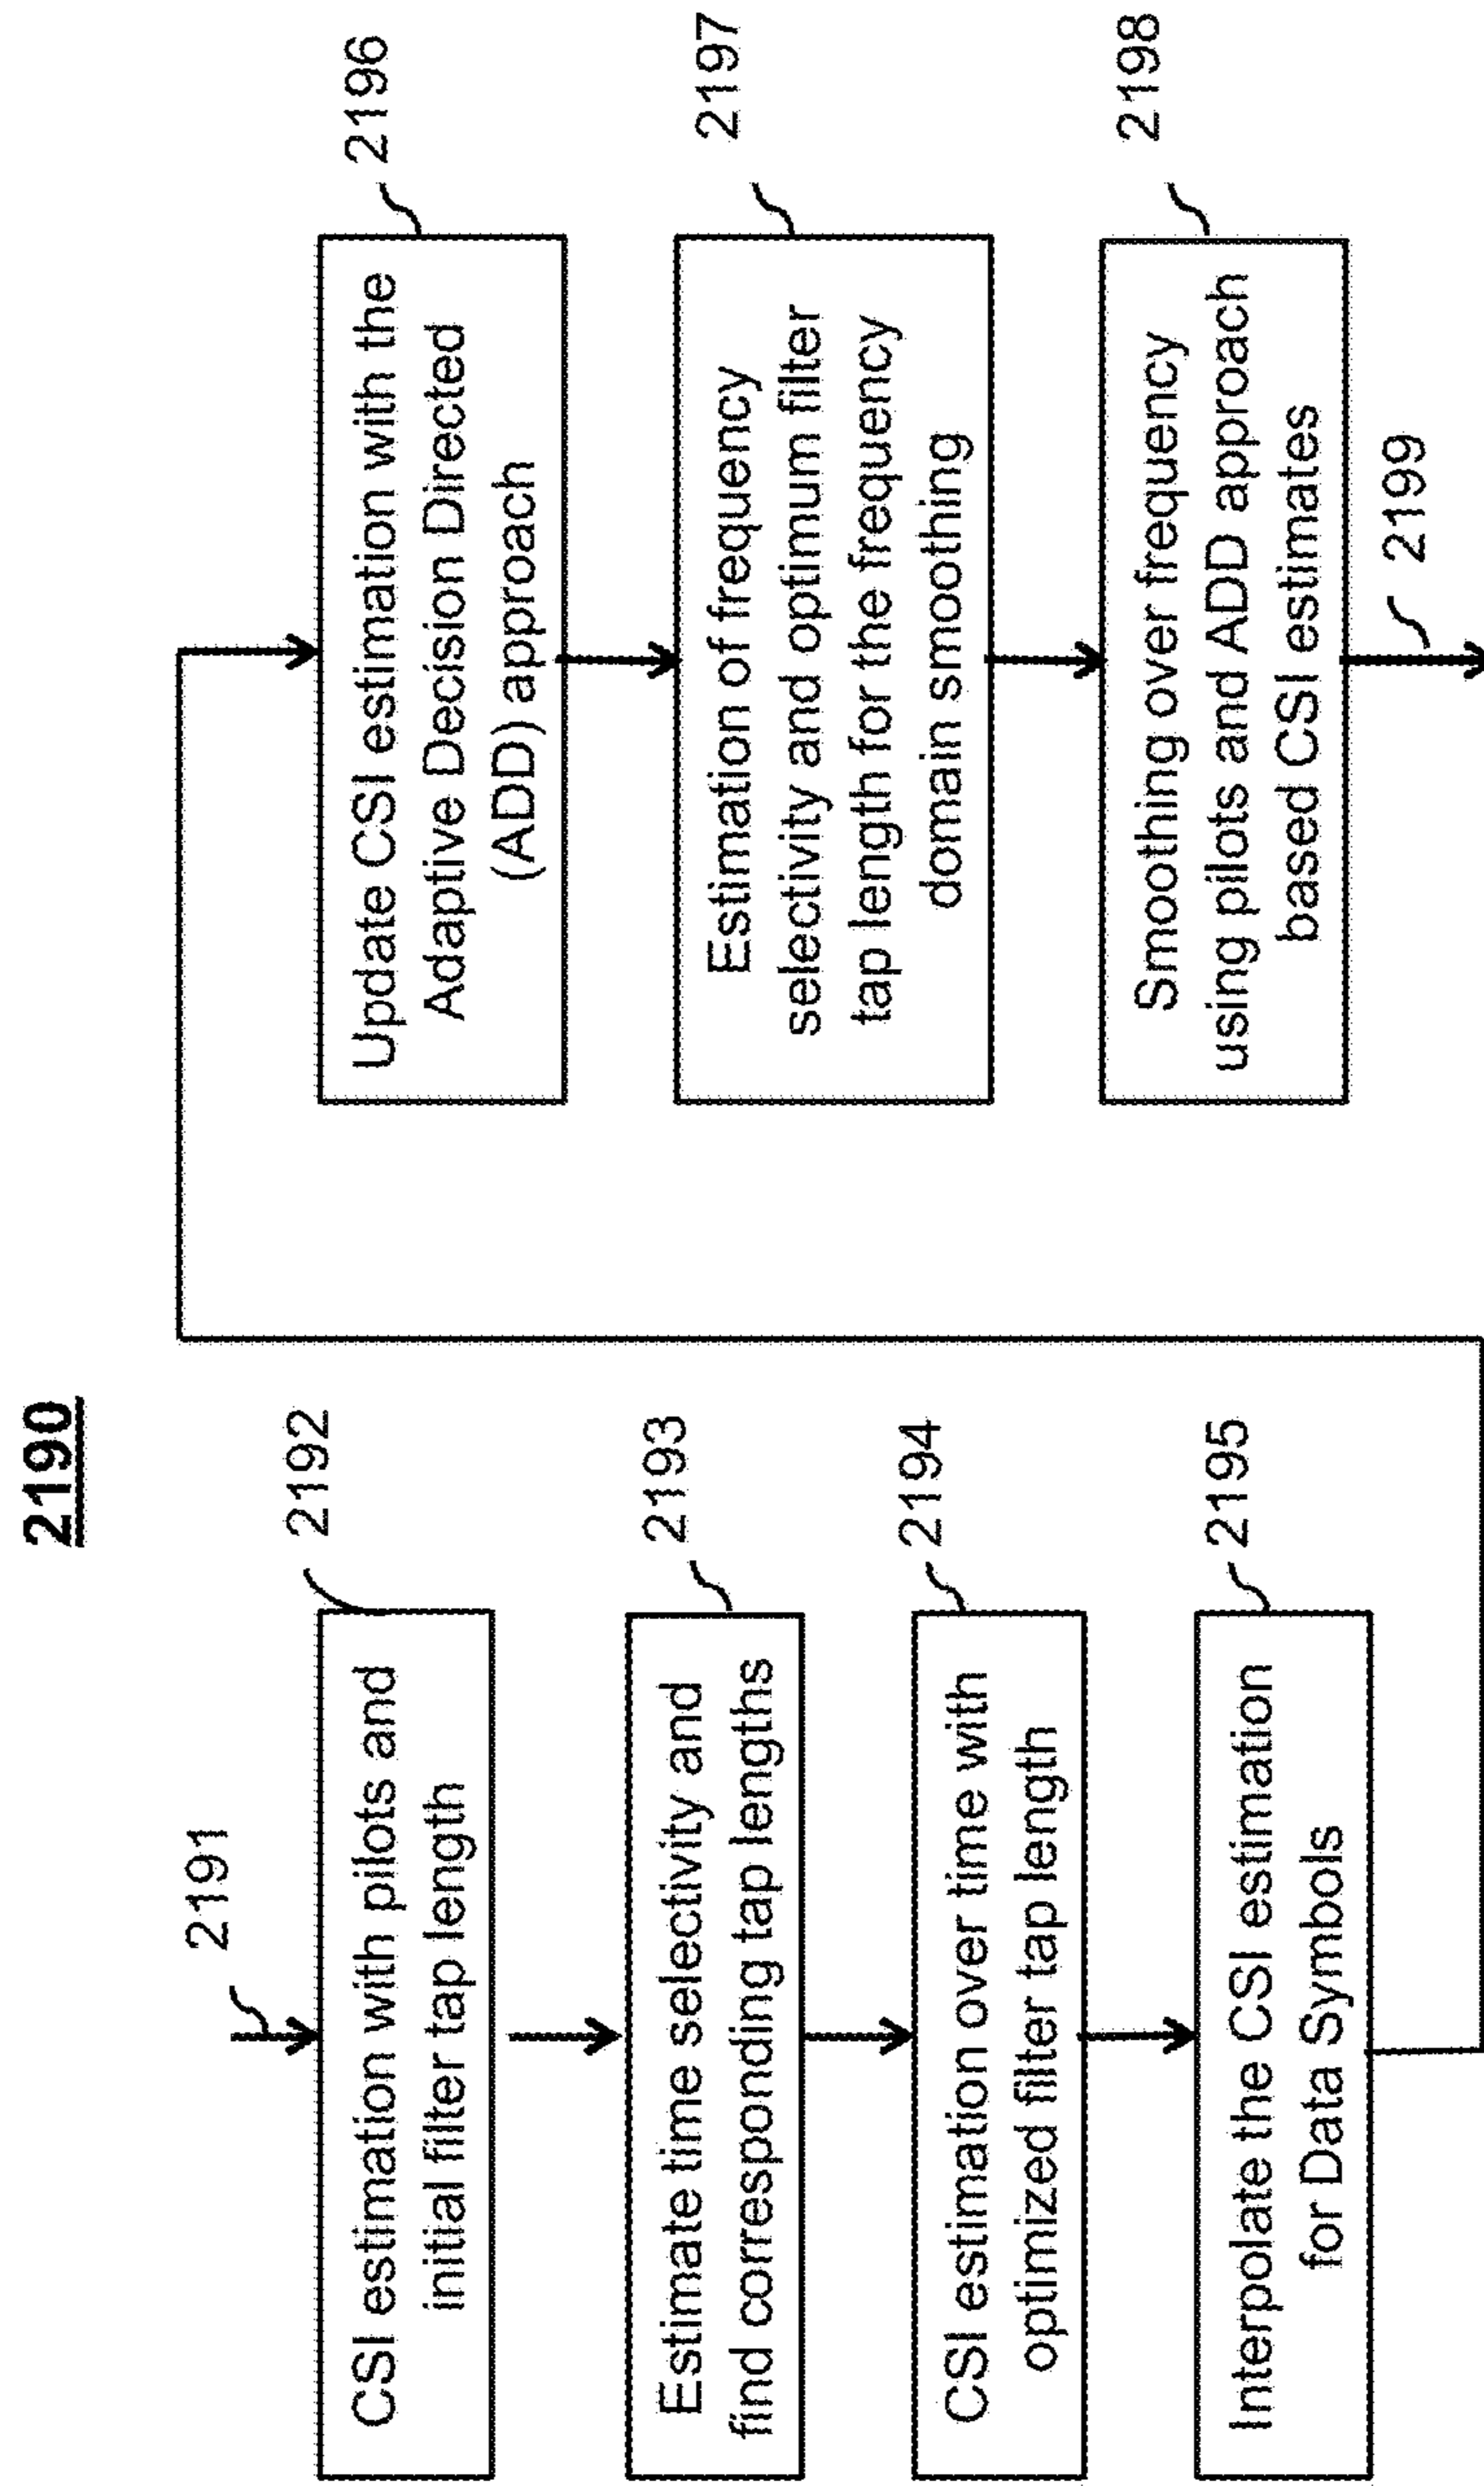 2190
2191
2192
CSI estimation with pilots and
initial filter tap length
2193
Estimate time selectivity and
find corresponding tap lengths
2194
CSI estimation over time with
optimized filter tap length
2195
Interpolate the CSI estimation
for Data Symbols
2196
Update CSI estimation with the
Adaptive Decision Directed
(ADD) approach
2197
Estimation of frequency
selectivity and optimum filter
tap length for the frequency
domain smoothing
2198
Smoothing over frequency
using pilots and ADD approach
based CSI estimates
2199